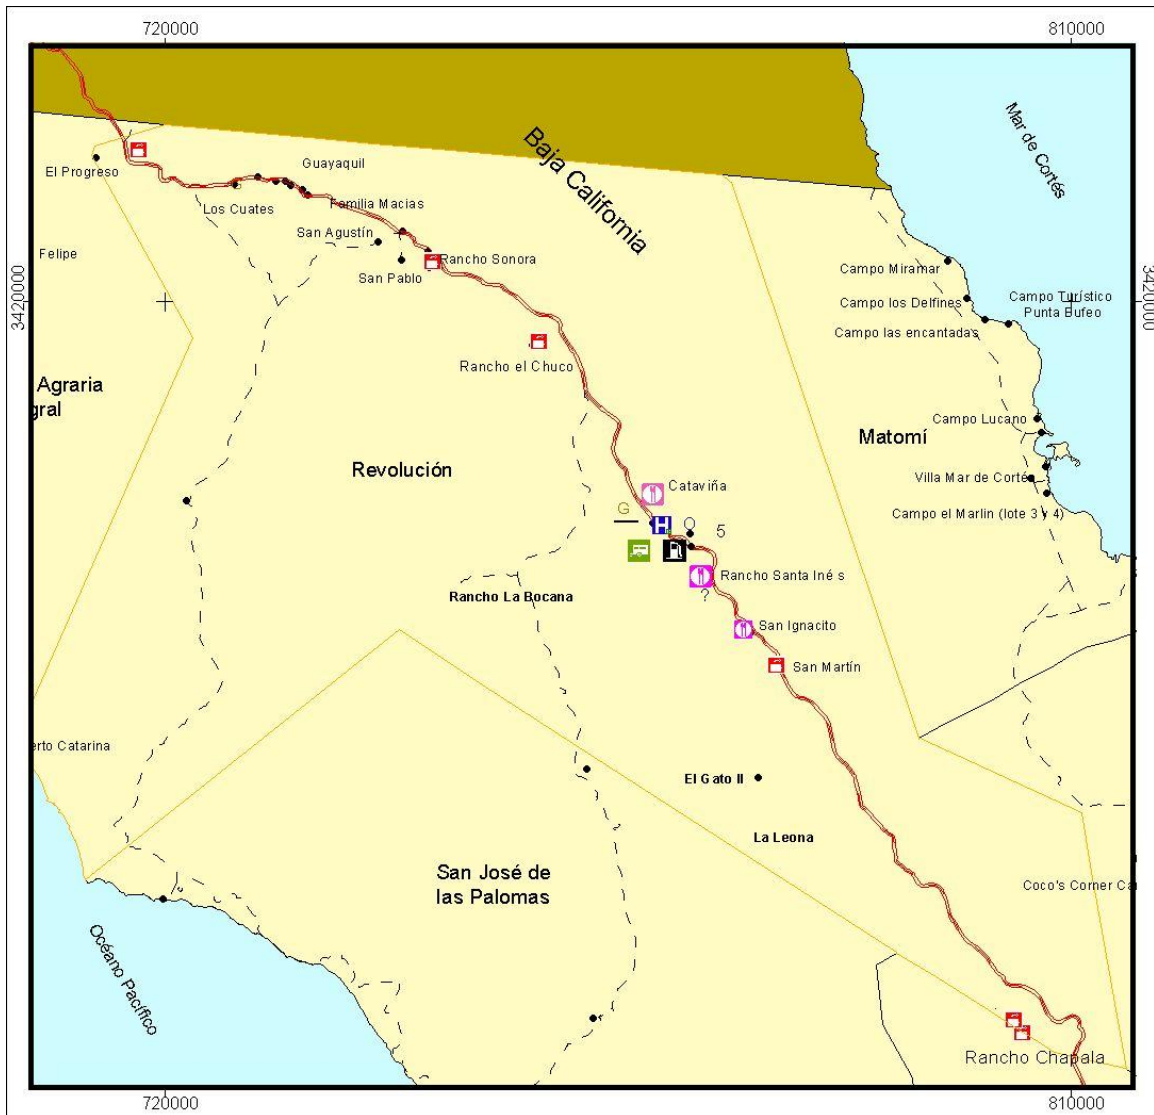 720000
810000
Mar de Cortés
Baja California
Guayaquil
El Progreso
Los Cuates
Familia Macias
San Agustín
Felipe
Rancho Sonora
San Pablo
Campo Miramar
3420000
Campo los Delfines
Campo Turístico
Punta Bufeo
3420000
Campo las encantadas
Rancho el Chuco
Agraria
gral
Campo Lucano
Matomí
Revolución
Cataviña
Villa Mar de Corté
Campo el Marlin (lote 3 y 4)
G
H
O
5
Rancho Santa Iné s
Rancho La Bocana
?
San Ignacito
San Martín
erto Catarina
El Gato II
La Leona
San José de
las Palomas
Coco's Corner Ca
Océano Pacífico
Rancho Chapala
720000
810000